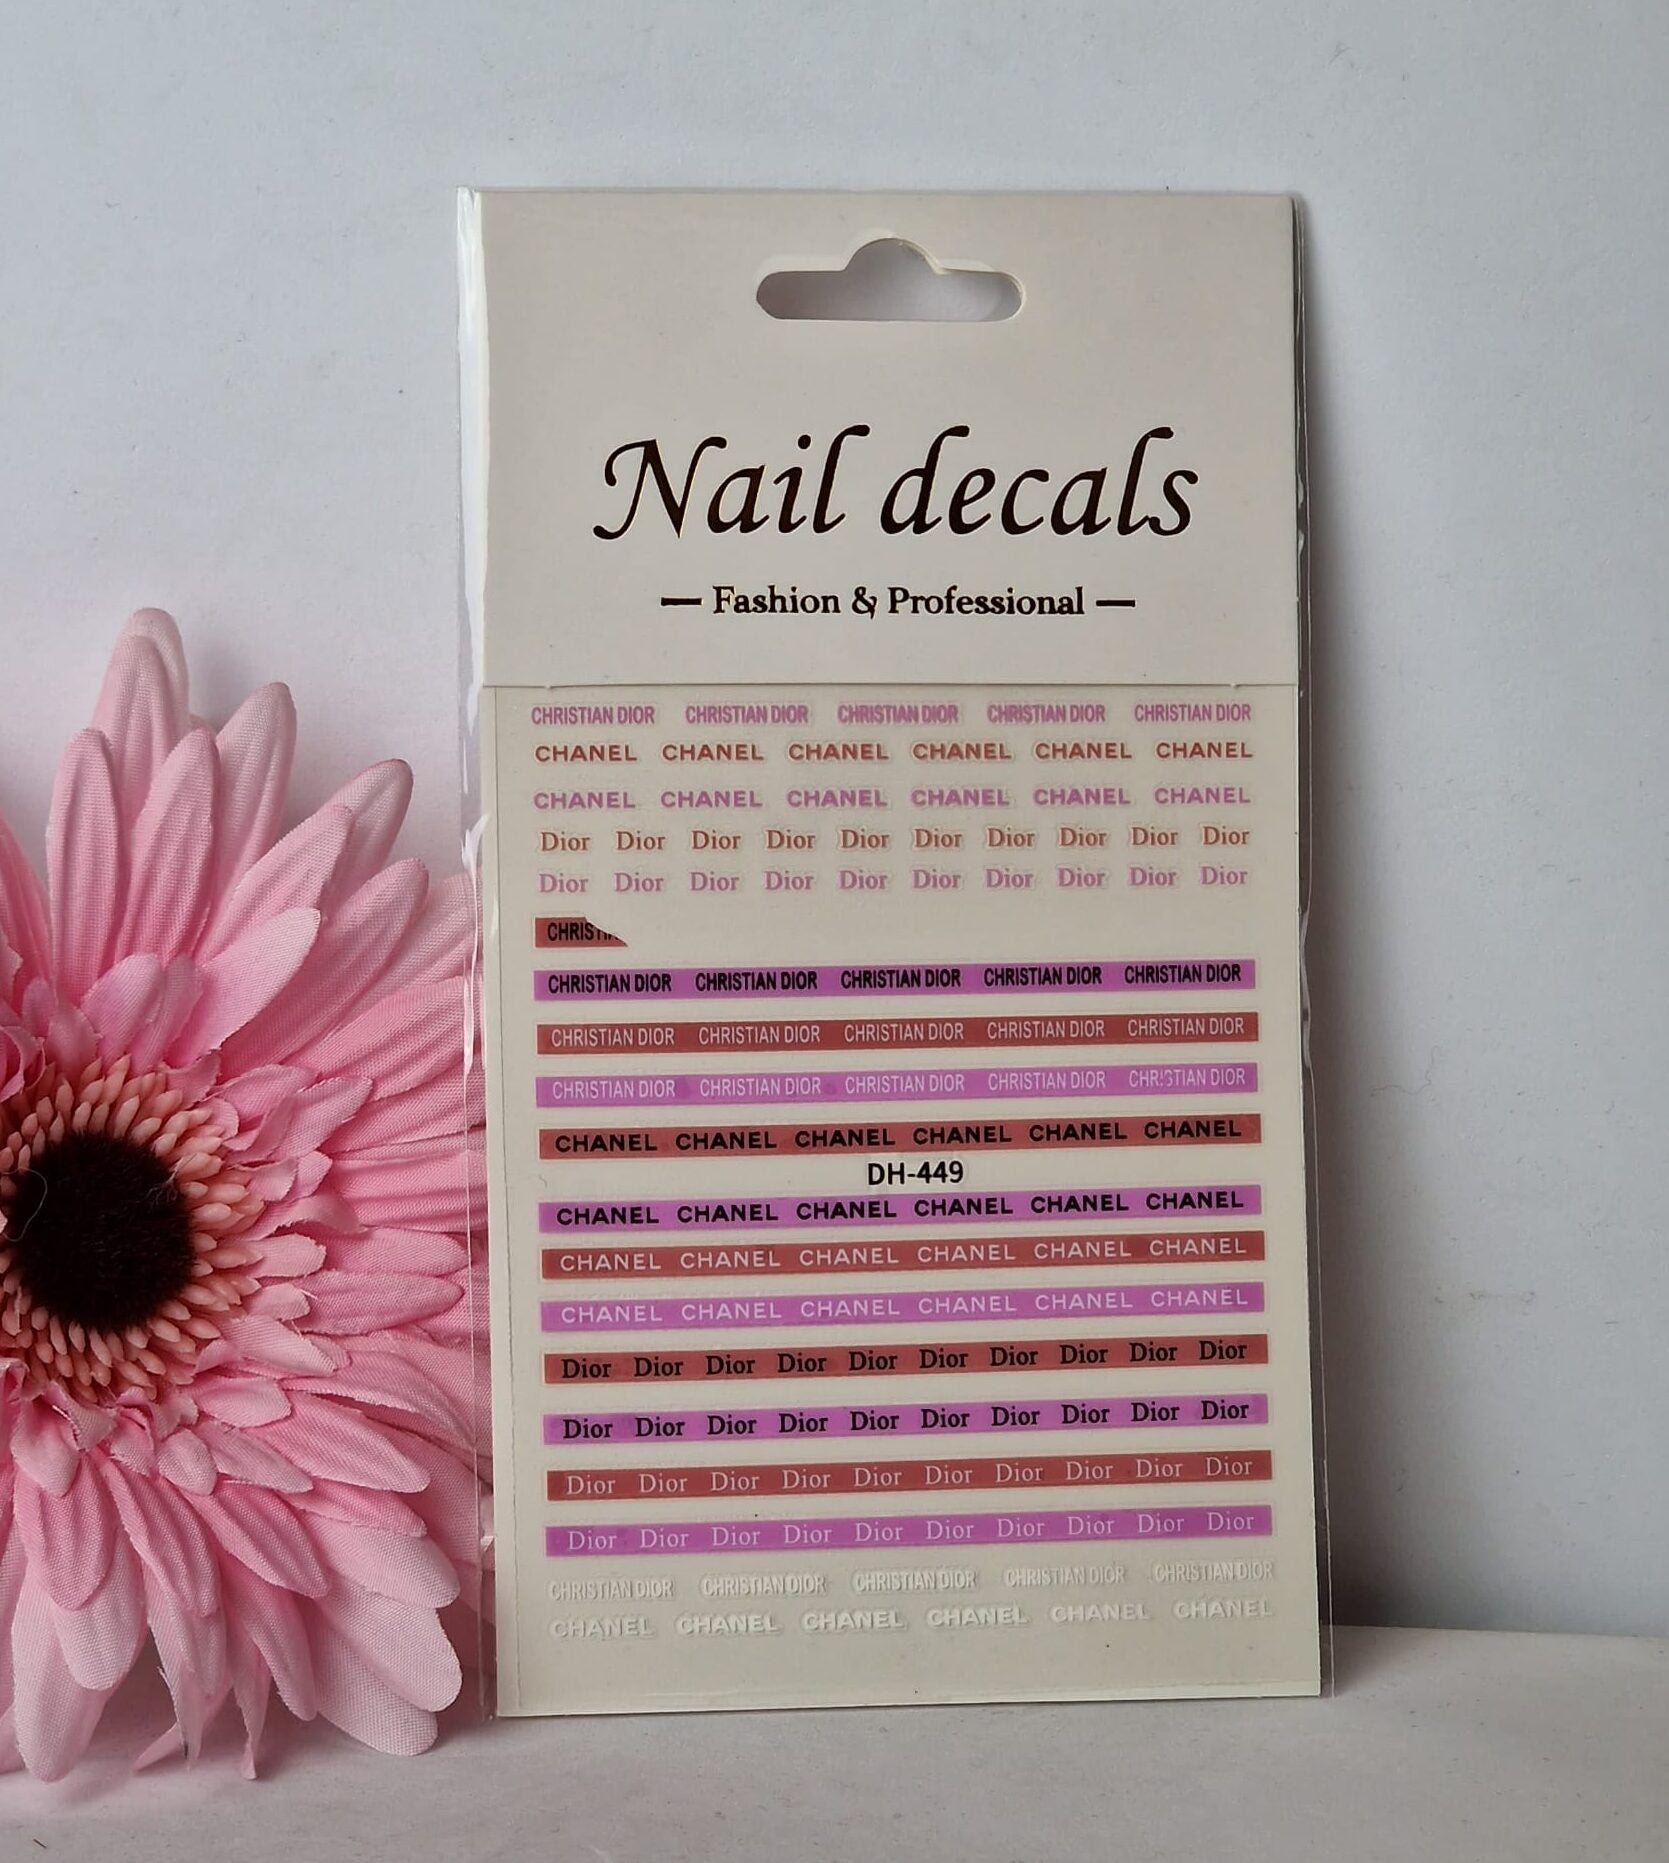 Nail decals
— Fashion & Professional —
CHRISTIAN DIOR CHRISTIAN DIOR CHRISTIAN DIOR CHRISTIAN DIOR CHRISTIAN DIOR
CHANEL CHANEL CHANEL CHANEL CHANEL CHANEL
CHANEL CHANEL CHANEL CHANEL CHANEL CHANEL
Dior Dior Dior Dior Dior Dior Dior Dior Dior Dior
Dior Dior Dior Dior Dior Dior Dior Dior Dior Dior
CHRIS
CHRISTIAN DIOR CHRISTIAN DIOR CHRISTIAN DIOR CHRISTIAN DIOR CHRISTIAN DIOR
CHRISTIAN DIOR CHRISTIAN DIOR CHRISTIAN DIOR CHRISTIAN DIOR CHRISTIAN DIOR
CHRISTIAN DIOR CHRISTIAN DIOR CHRISTIAN DIOR CHRISTIAN DIOR CHRISTIAN DIOR
CHANEL CHANEL CHANEL CHANEL CHANEL CHANEL
DH-449
CHANEL CHANEL CHANEL CHANEL CHANEL CHANEL
CHANEL CHANEL CHANEL CHANEL CHANEL CHANEL
CHANEL CHANEL CHANEL CHANEL CHANEL CHANEL
Dior Dior Dior Dior Dior Dior Dior Dior Dior Dior
Dior Dior Dior Dior Dior Dior Dior Dior Dior Dior
Dior Dior Dior Dior Dior Dior Dior Dior Dior Dior
Dior Dior Dior Dior Dior Dior Dior Dior Dior Dior
CHRISTIAN DIOR CHRISTIAN DIOR CHRISTIAN DIOR CHRISTIAN DIOR CHRISTIAN DIOR
CHANEL CHANEL CHANEL CHANEL CHANEL CHANEL